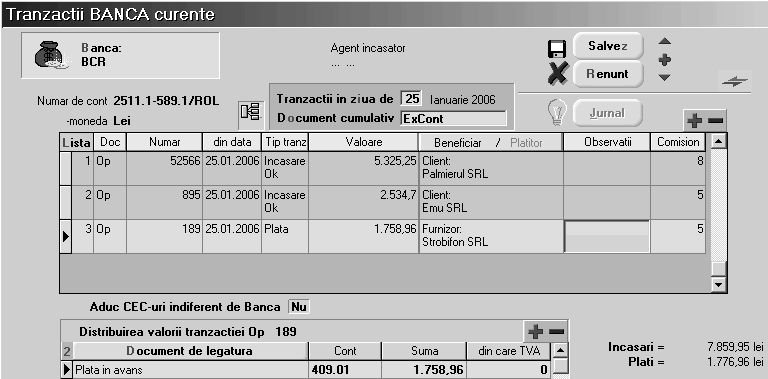 Tranzactii BANCA curente
Banca:
BCR
Agent incasator
... ...
Salvez
Renunt
Numar de cont 2511.1-589.1/ROL
-moneda Lei
Tranzactii in ziua de 25 Ianuarie 2006
Document cumulativ ExCont
Jurnal
Lista Doc Numar din data Tip tranz Valoare Beneficiar / Platitor Observatii Comision
1 Op 52566 25.01.2006 Incasare Ok 5.325,25 Client: Palmierul SRL 8
2 Op 895 25.01.2006 Incasare Ok 2.534,7 Client: Emu SRL 5
3 Op 189 25.01.2006 Plata 1.758,96 Furnizor: Strobifon SRL 5
Aduc CEC-uri indiferent de Banca Nu
Distribuirea valorii tranzactiei Op 189
2 Document de legatura Cont Suma din care TVA
Plata in avans 409.01 1.758,96 0
Incasari = 7.859,95 lei
Plati = 1.776,96 lei